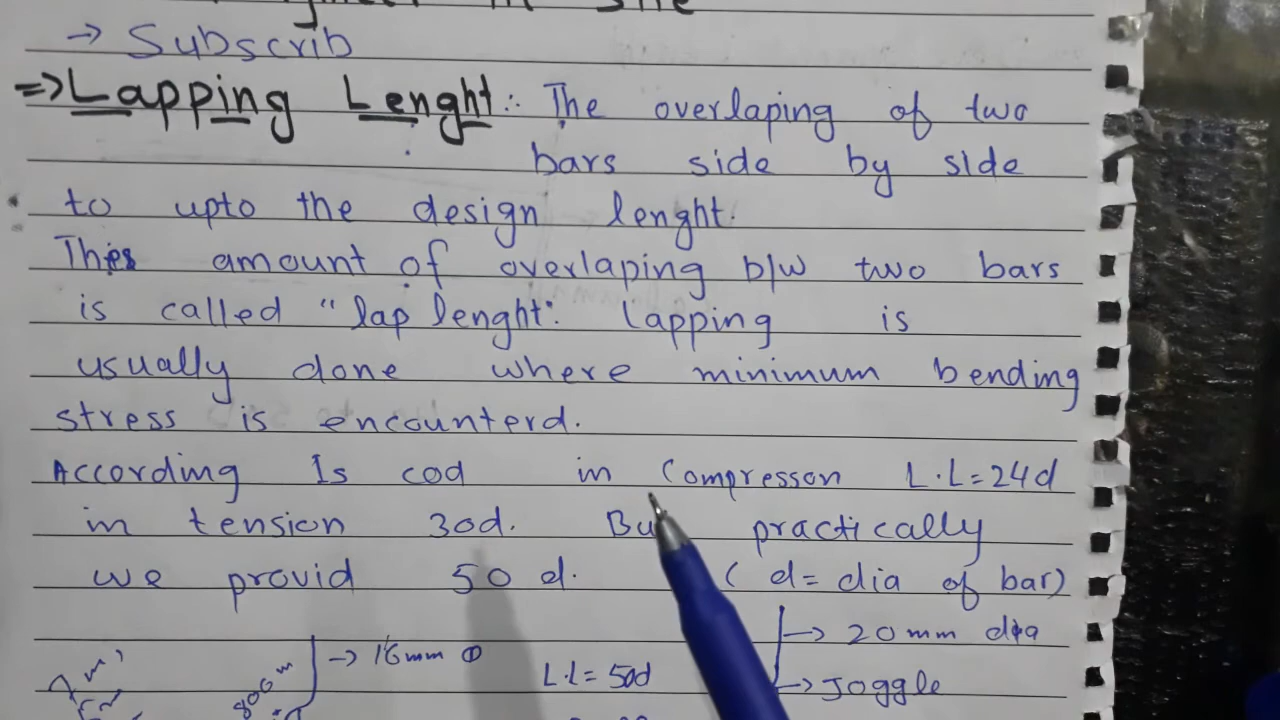 in site
→ Subscrib
=> Lapping Lenght:. The overlaping of two
bars side by side
to upto the design lenght.
This amount of overlaping b/w two bars
is called "lap lenght". Lapping is
usually done where minimum bending
stress is encounterd.
According Is cod in Compresson L.L=24d
in tension 30d. Bu practically
we provid 50 d. ( d= dia of bar)
→ 20mm dia
→ 16mm Φ L.L= 50d
800m → Joggle